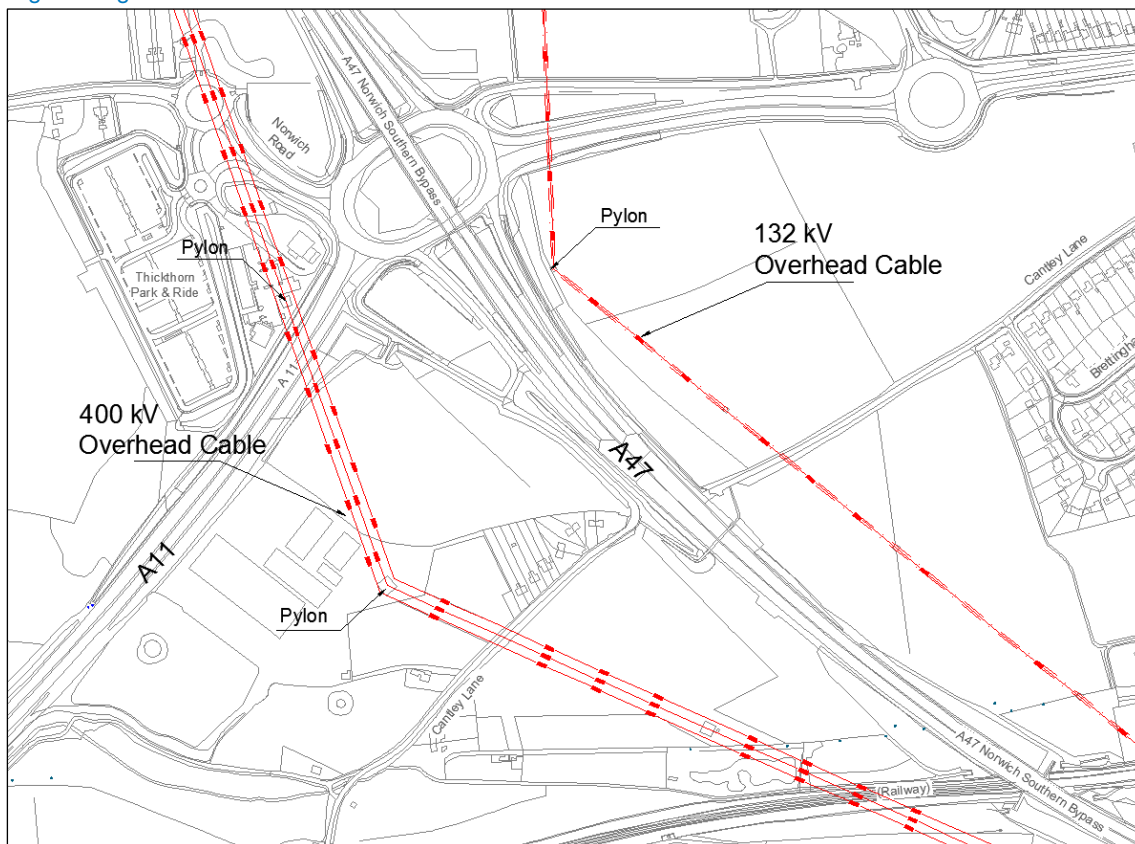 A47 Norwich Southern Bypass
Norwich
Road
Pylon
132 kV
Overhead Cable
Cantley Lane
Pylon
Thickthorn
Park & Ride
A 11
400 kV
Overhead Cable
A47
A11
Pylon
Cantley Lane
A47 Norwich Southern Bypass
(Railway)